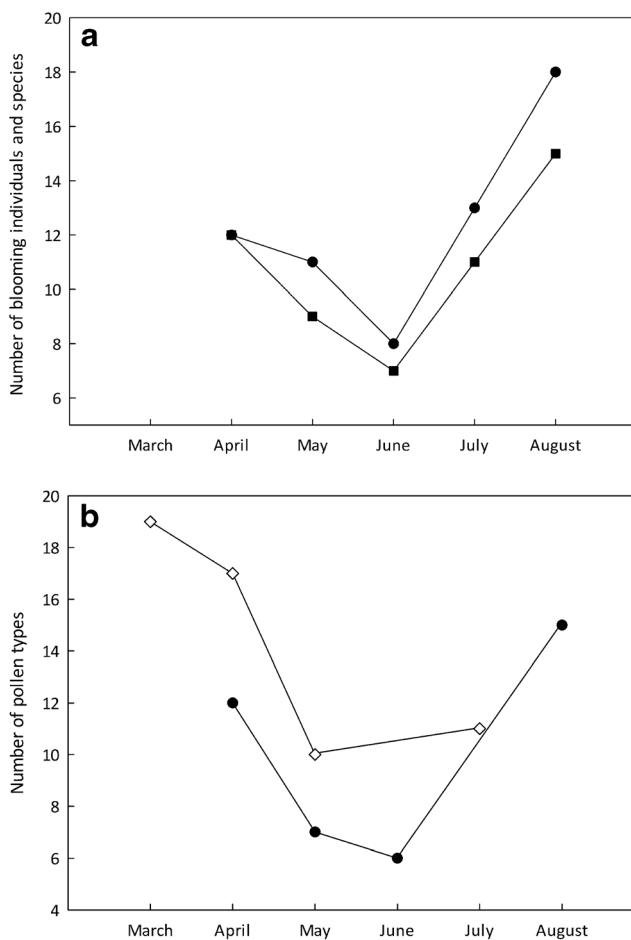 a
Number of blooming individuals and species
20
18
16
14
12
10
8
6
March April May June July August
b
Number of pollen types
20
18
16
14
12
10
8
6
4
March April May June July August